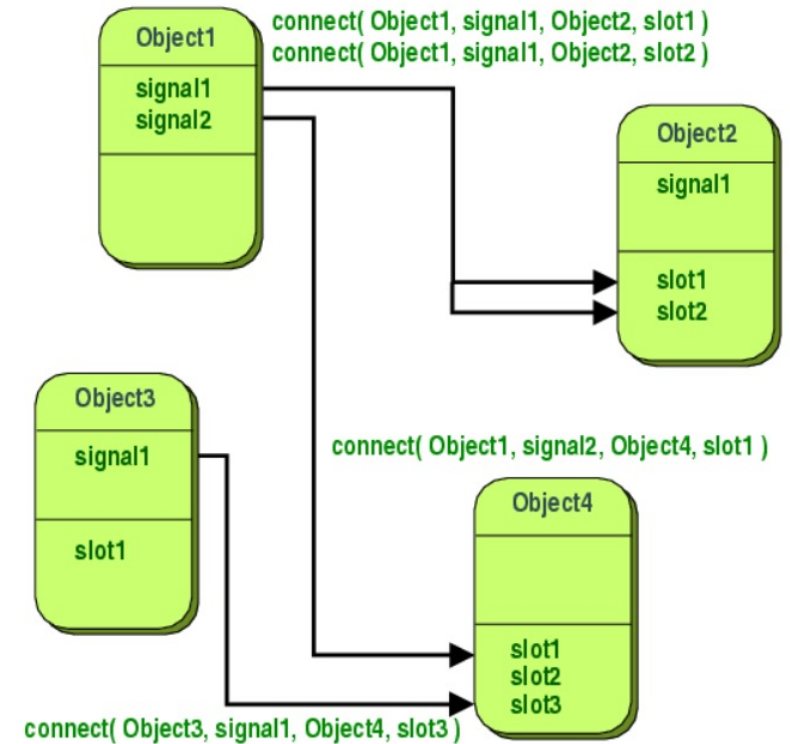 Object1
signal1
signal2
connect( Object1, signal1, Object2, slot1 )
connect( Object1, signal1, Object2, slot2 )
Object2
signal1
slot1
slot2
Object3
signal1
slot1
connect( Object1, signal2, Object4, slot1 )
Object4
slot1
slot2
slot3
connect( Object3, signal1, Object4, slot3 )